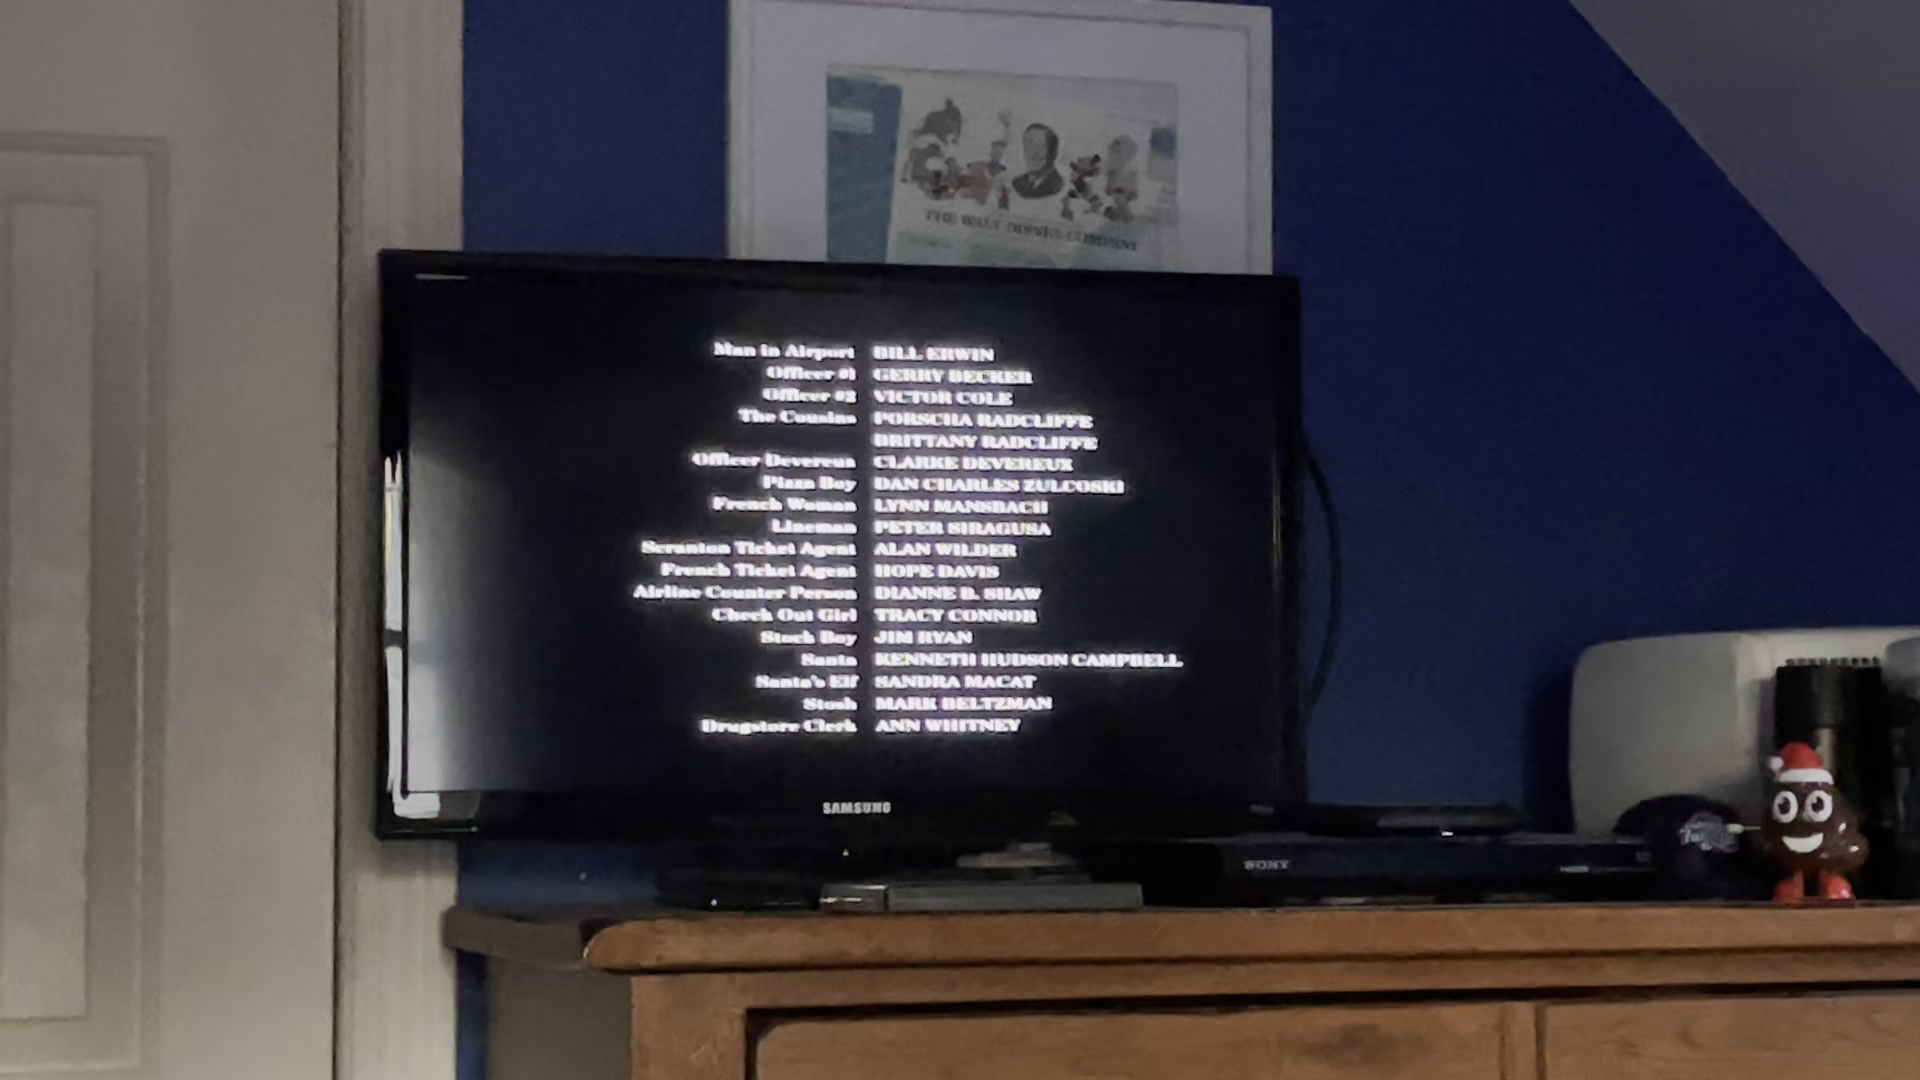 THE WALT DISNEY COMPANY
Man in Airport BILL ERWIN
Officer #1 GERRY BECKER
Officer #2 VICTOR COLE
The Cousins PORSCHA RADCLIFFE
BRITTANY RADCLIFFE
Officer Devereux CLARKE DEVEREUX
Pizza Boy DAN CHARLES ZULCOSKI
French Woman LYNN MANSBACH
Lineman PETER SIRAGUSA
Scranton Ticket Agent ALAN WILDER
French Ticket Agent HOPE DAVIS
Airline Counter Person DIANNE B. SHAW
Check Out Girl TRACY CONNOR
Stock Boy JIM RYAN
Santa KENNETH HUDSON CAMPBELL
Santa's Elf SANDRA MACAT
Stosh MARK BELTZMAN
Drugstore Clerk ANN WHITNEY
SAMSUNG
SONY